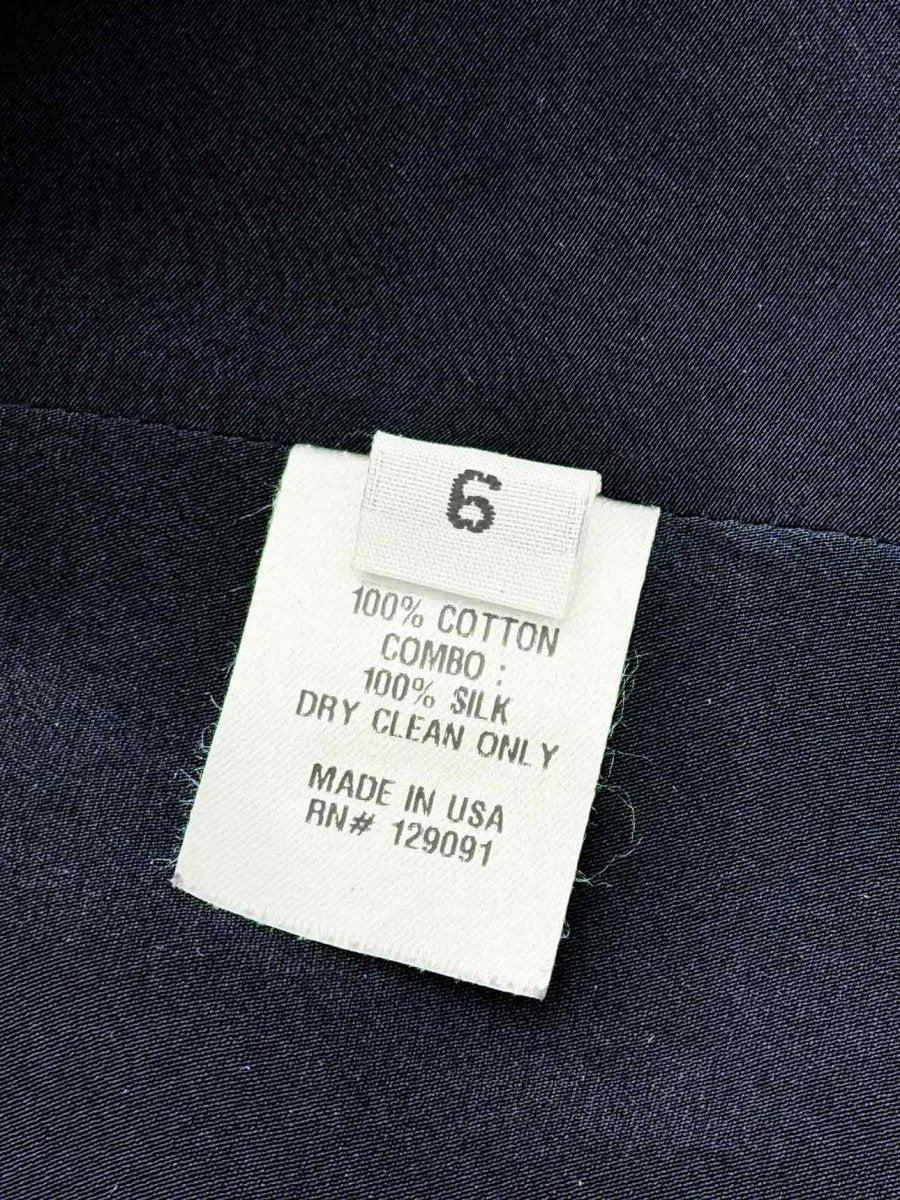 6
100% COTTON
COMBO :
100% SILK
DRY CLEAN ONLY
MADE IN USA
RN# 129091